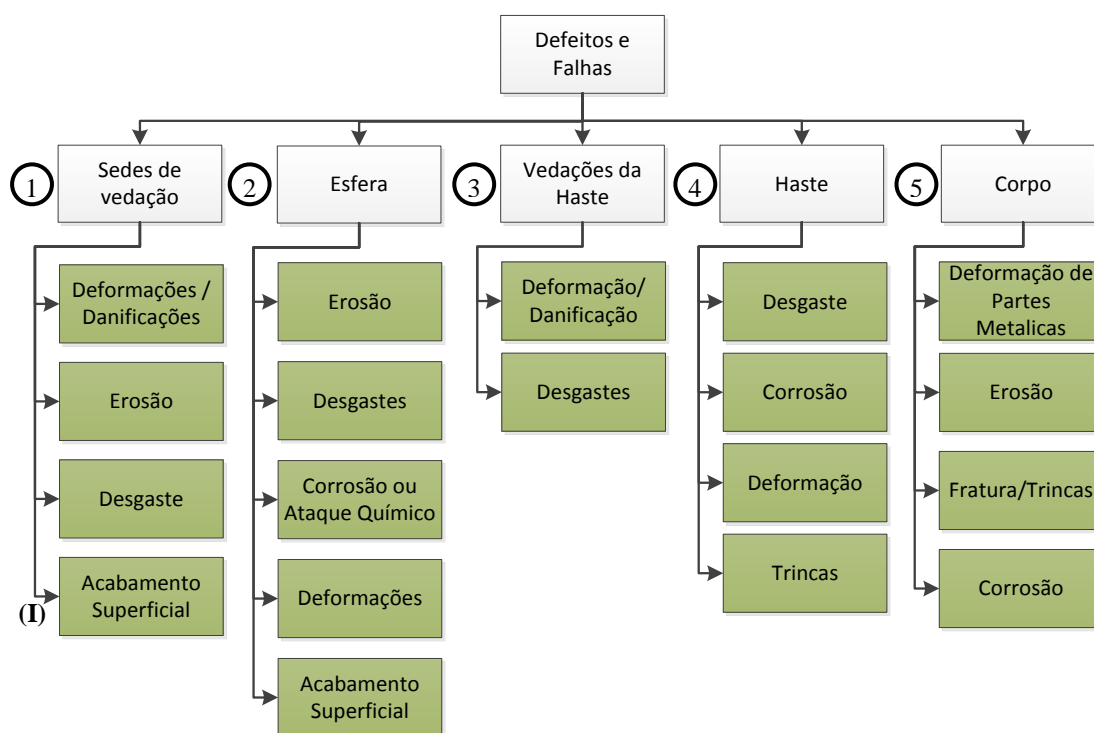 Defeitos e
Falhas
1
Sedes de
vedação
2
Esfera
3
Vedações da
Haste
4
Haste
5
Corpo
Deformações /
Danificações
Erosão
Desgaste
Acabamento
Superficial
(I)
Erosão
Desgastes
Corrosão ou
Ataque Químico
Deformações
Acabamento
Superficial
Deformação/
Danificação
Desgastes
Desgaste
Corrosão
Deformação
Trincas
Deformação de
Partes
Metalicas
Erosão
Fratura/Trincas
Corrosão